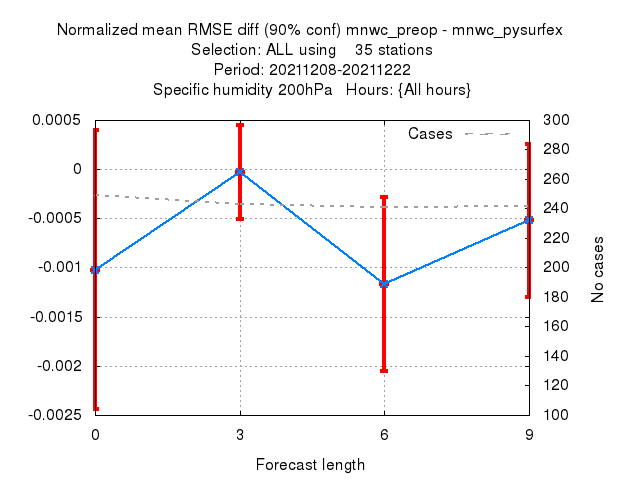 Normalized mean RMSE diff (90% conf) mnwc_preop - mnwc_pysurfex
Selection: ALL using    35 stations
Period: 20211208-20211222
Specific humidity 200hPa   Hours: {All hours}
0.0005
0
-0.0005
-0.001
-0.0015
-0.002
-0.0025
Cases
300
280
260
240
220
200
180
160
140
120
100
No cases
0 3 6 9
Forecast length